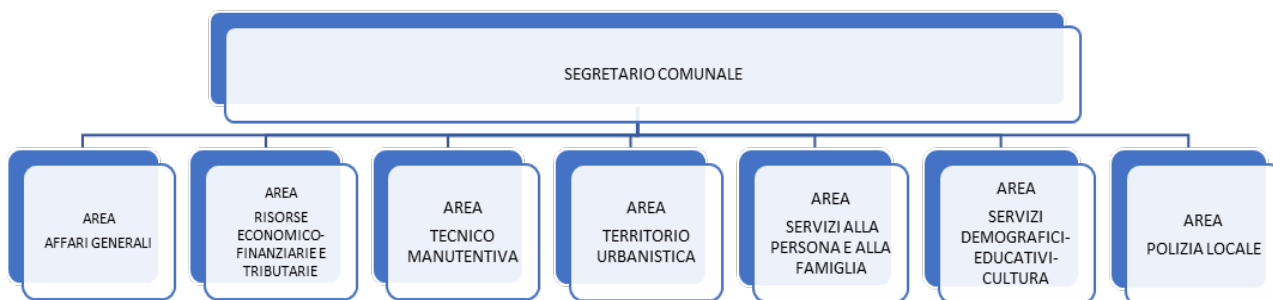 SEGRETARIO COMUNALE
AREA
AFFARI GENERALI
AREA
RISORSE
ECONOMICO-
FINANZIARIE E
TRIBUTARIE
AREA
TECNICO
MANUTENTIVA
AREA
TERRITORIO
URBANISTICA
AREA
SERVIZI ALLA
PERSONA E ALLA
FAMIGLIA
AREA
SERVIZI
DEMOGRAFICI-
EDUCATIVI-
CULTURA
AREA
POLIZIA LOCALE